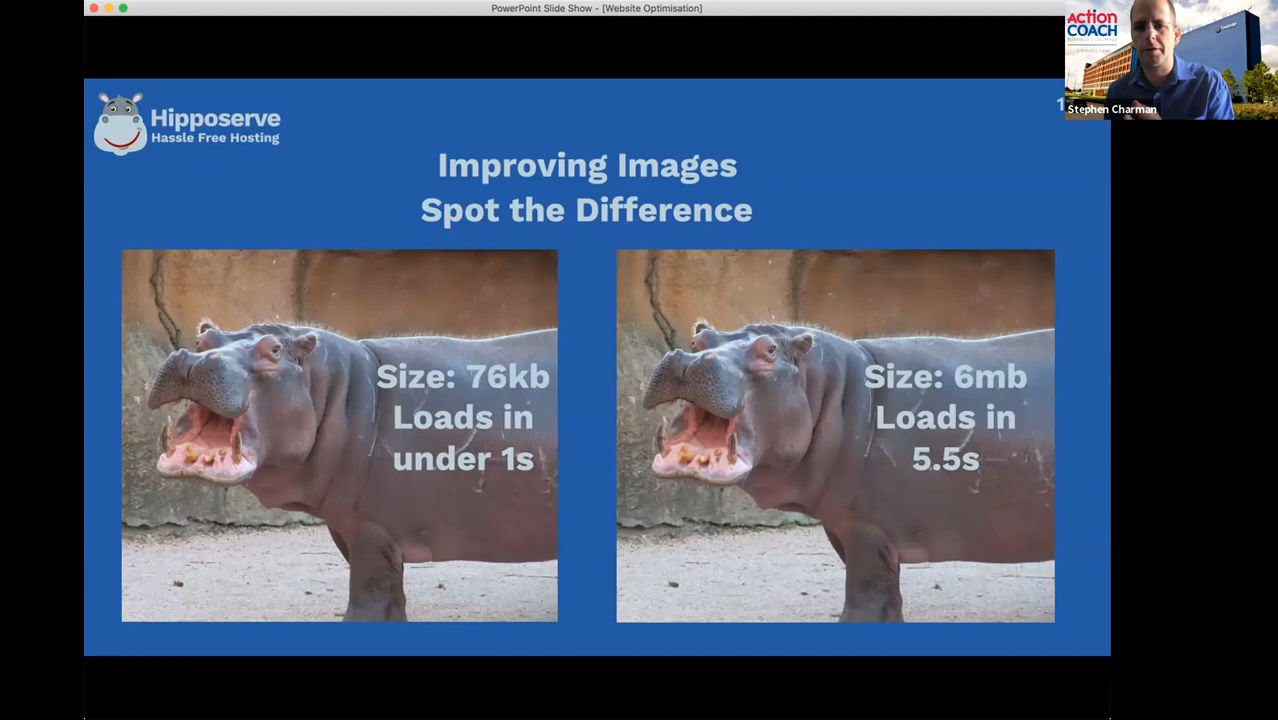 PowerPoint Slide Show - [Website Optimisation]
ACTION
COACH
Stephen Charman
Hipposerve
Hassle Free Hosting
Improving Images
Spot the Difference
Size: 76kb
Loads in
under 1s
Size: 6mb
Loads in
5.5s